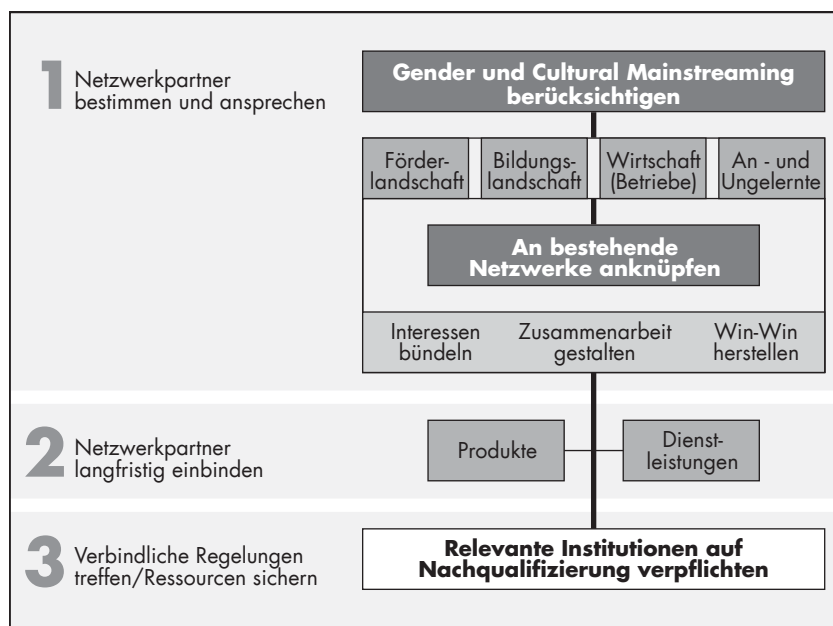 1
Netzwerkpartner
bestimmen und ansprechen
Gender und Cultural Mainstreaming
berücksichtigen
Förder-
landschaft
Bildungs-
landschaft
Wirtschaft
(Betriebe)
An - und
Ungelernte
An bestehende
Netzwerke anknüpfen
Interessen
bündeln
Zusammenarbeit
gestalten
Win-Win
herstellen
2
Netzwerkpartner
langfristig einbinden
Produkte
Dienst-
leistungen
3
Verbindliche Regelungen
treffen/Ressourcen sichern
Relevante Institutionen auf
Nachqualifizierung verpflichten